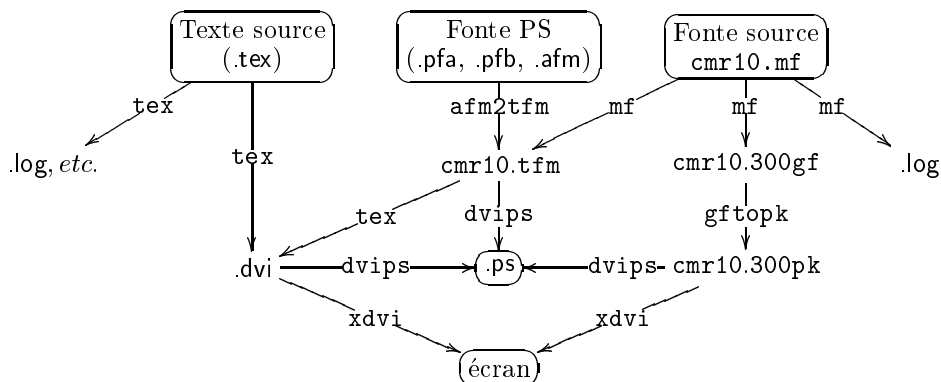 Texte source
(.tex)
Fonte PS
(.pfa, .pfb, .afm)
Fonte source
cmr10.mf
tex
afm2tfm
mf
mf
mf
.log, etc.
tex
cmr10.tfm
cmr10.300gf
.log
tex
dvips
gftopk
.dvi
dvips
.ps
dvips
cmr10.300pk
xdvi
xdvi
écran